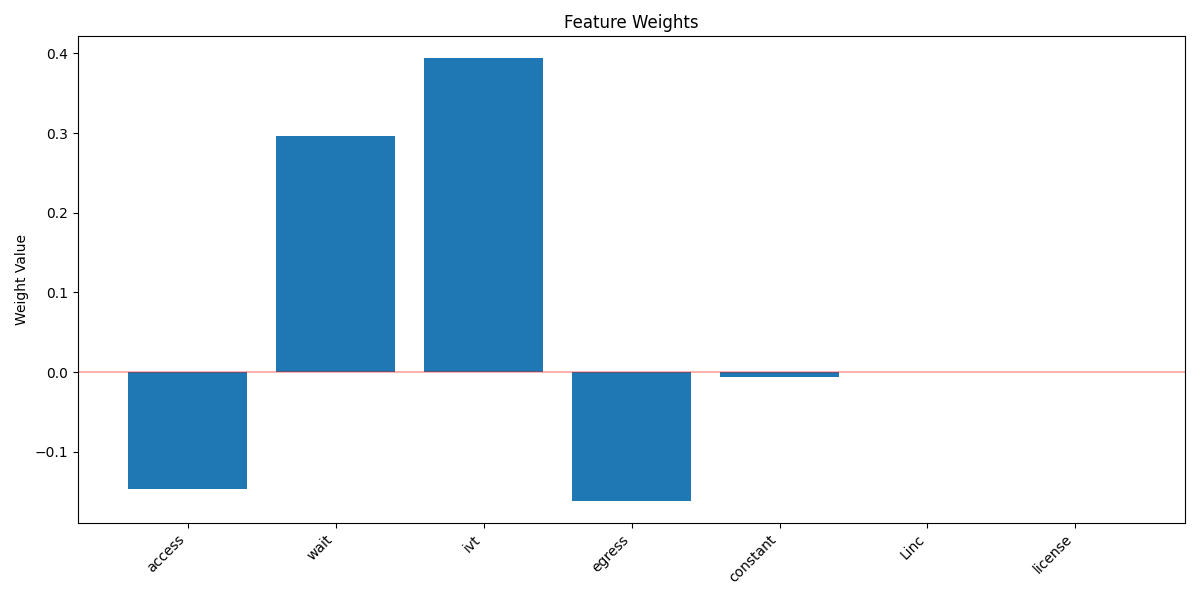 Feature Weights
Weight Value
0.4
0.3
0.2
0.1
0.0
−0.1
access
wait
ivt
egress
constant
Linc
license